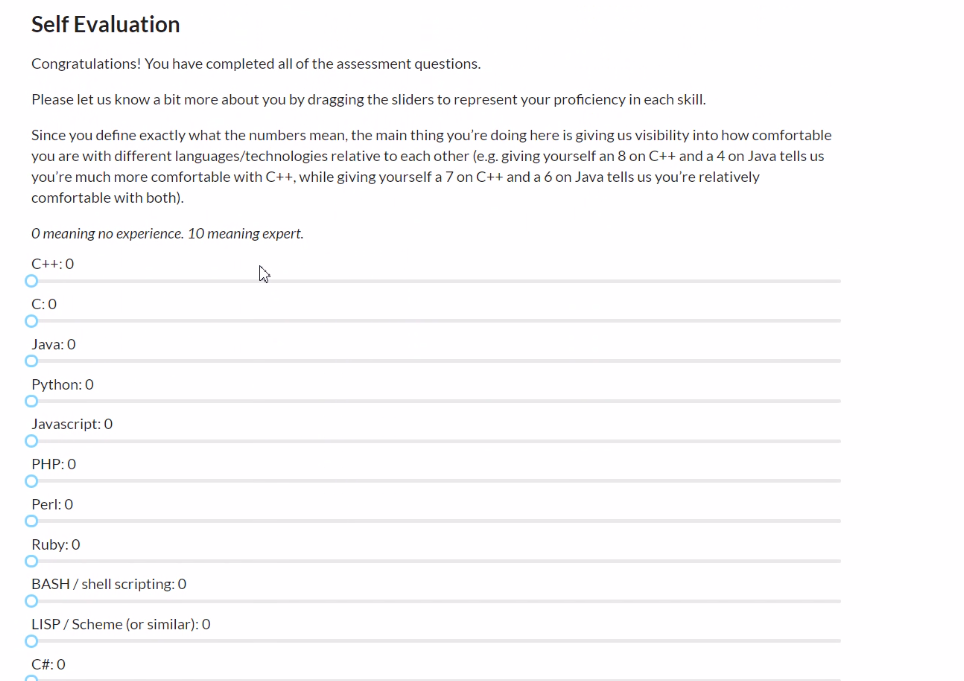 Self Evaluation
Congratulations! You have completed all of the assessment questions.
Please let us know a bit more about you by dragging the sliders to represent your proficiency in each skill.
Since you define exactly what the numbers mean, the main thing you're doing here is giving us visibility into how comfortable
you are with different languages/technologies relative to each other (e.g. giving yourself an 8 on C++ and a 4 on Java tells us
you're much more comfortable with C++, while giving yourself a 7 on C++ and a 6 on Java tells us you're relatively
comfortable with both).
0 meaning no experience. 10 meaning expert.
C++: 0
C: 0
Java: 0
Python: 0
Javascript: 0
PHP: 0
Perl: 0
Ruby: 0
BASH / shell scripting: 0
LISP / Scheme (or similar): 0
C#: 0